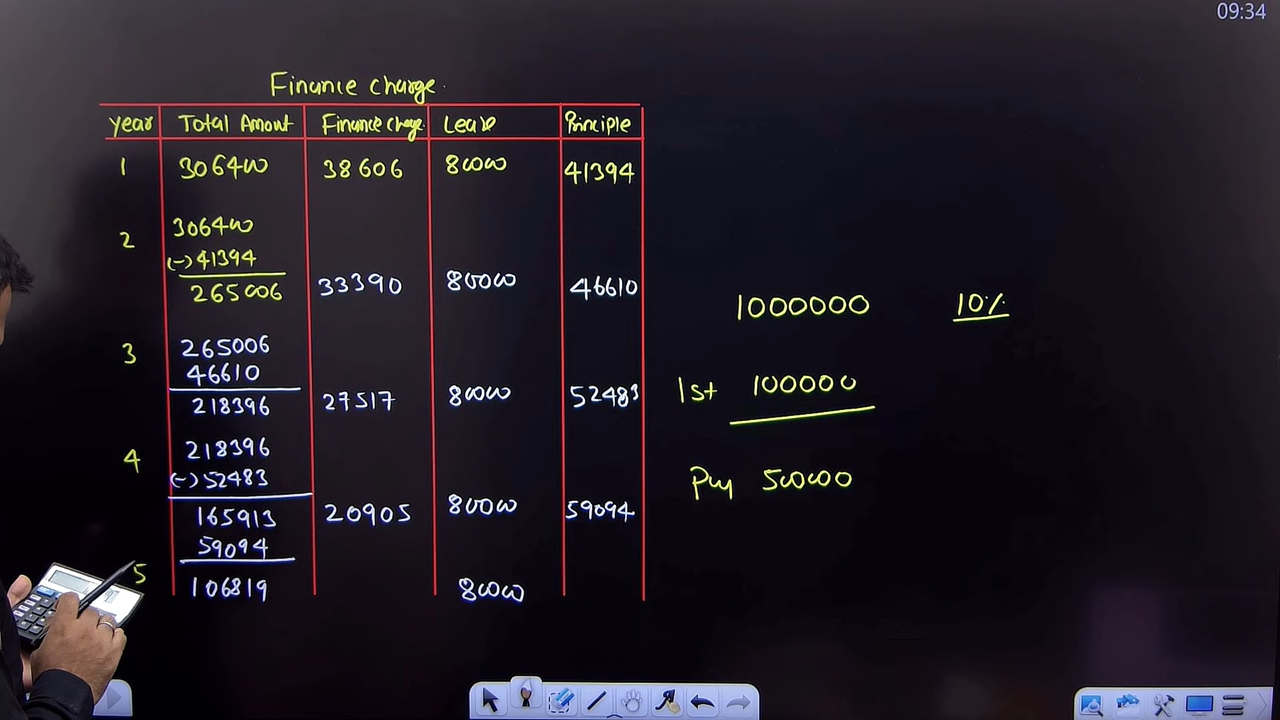 09:34
Finance charge.
Year Total Amount Finance Charge Lease Principle
1 306400 38606 80000 41394
2 306400
(-) 41394
265006 33390 80000 46610
3 265006
46610
218396 27517 80000 52483
4 218396
(-) 52483
165913 20905 80000 59094
59094
5 106819 80000
1000000 10%
1st 100000
Pay 50000